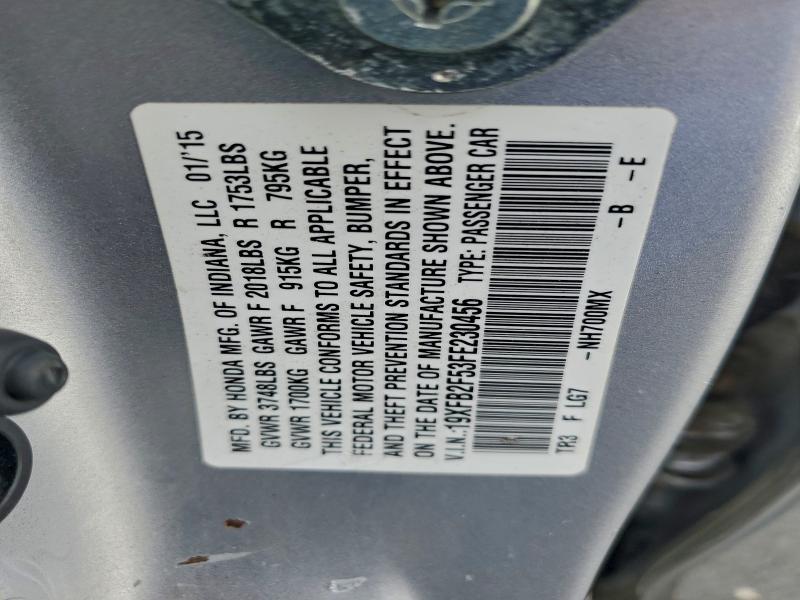 MFD. BY HONDA MFG. OF INDIANA, LLC 01/'15
GVWR 3748LBS GAWR F 2018LBS R 1753LBS
GVWR 1700KG GAWR F 915KG R 795KG
THIS VEHICLE CONFORMS TO ALL APPLICABLE
FEDERAL MOTOR VEHICLE SAFETY, BUMPER,
AND THEFT PREVENTION STANDARDS IN EFFECT
ON THE DATE OF MANUFACTURE SHOWN ABOVE.
V.I.N.:19XFB2F53FE230456 TYPE: PASSENGER CAR
TR3 F LG7 -NH700MX -B -E